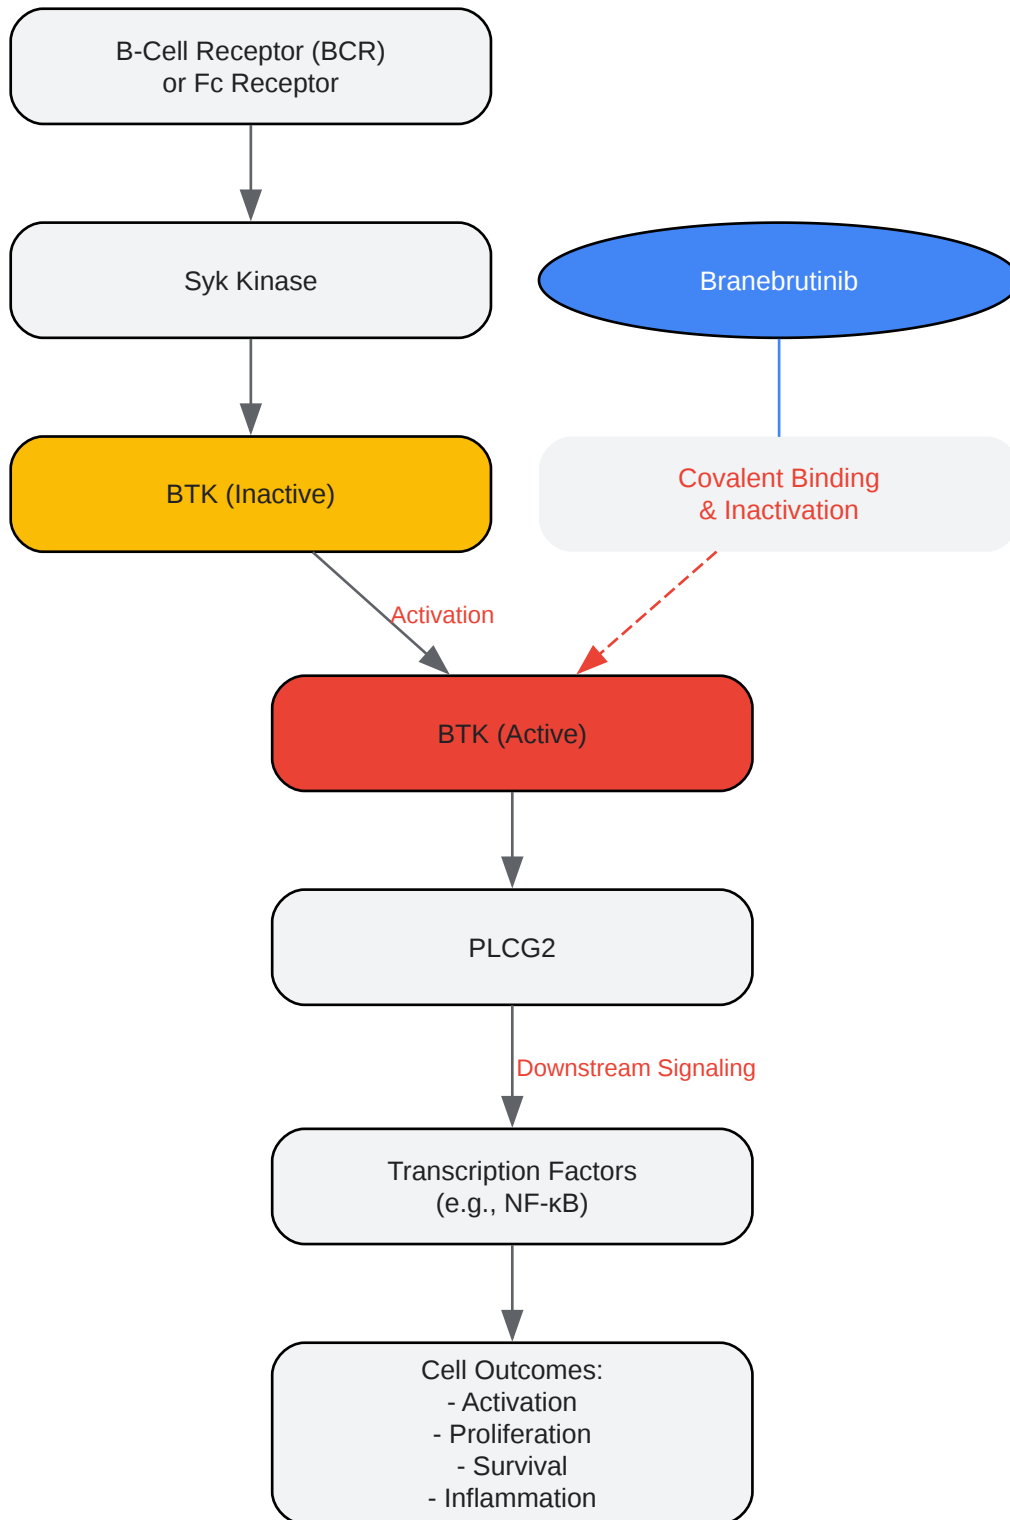 B-Cell Receptor (BCR)
or Fc Receptor
Syk Kinase
Branebrutinib
BTK (Inactive)
Covalent Binding
& Inactivation
Activation
BTK (Active)
PLCG2
Downstream Signaling
Transcription Factors
(e.g., NF-κB)
Cell Outcomes:
- Activation
- Proliferation
- Survival
- Inflammation